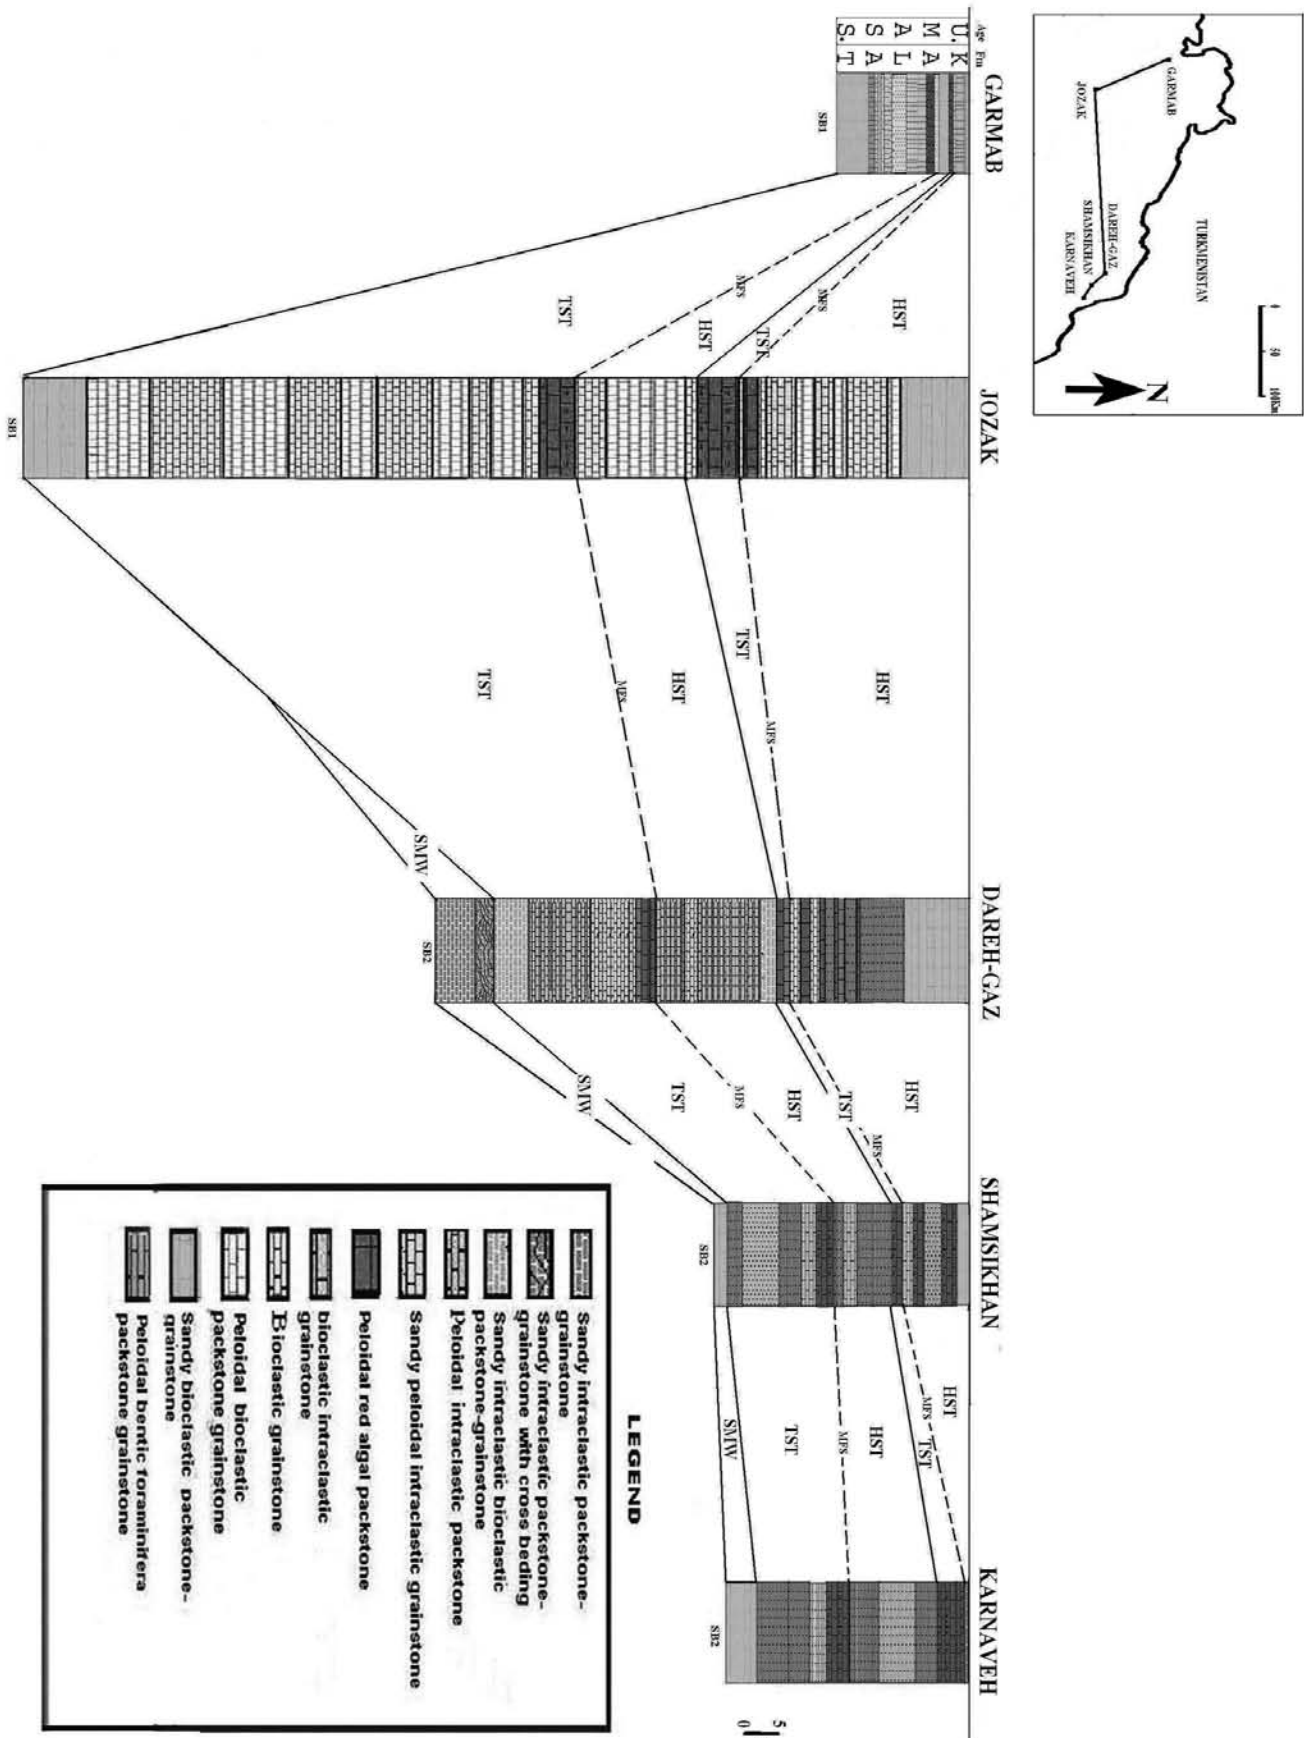 GARMAB
JOZAK
DAREH-GAZ
SHAMSIKHAN
KARNAVEH
TURKMENISTAN
0 50 100Km
N
GARMAB
JOZAK
DAREH-GAZ
SHAMSIKHAN
KARNAVEH
Age Fm
U. K
M A
A L
S A
S. T
HST
MFS
TST
HST
MFS
TST
SB1
HST
MFS
TST
HST
MFS
TST
SMW
SB1
HST
MFS
TST
HST
MFS
TST
SMW
SB2
HST
MFS
TST
HST
MFS
TST
SMW
SB2
SB2
5
0
LEGEND
Sandy intraclastic packstone-
grainstone
Sandy intraclastic packstone-
grainstone with cross beding
Sandy intraclastic bioclastic
packstone-grainstone
Peloidal intraclastic packstone
Sandy peloidal intraclastic grainstone
Peloidal red algal packstone
bioclastic intraclastic
grainstone
Bioclastic grainstone
Peloidal bioclastic
packstone grainstone
Sandy bioclastic packstone-
grainstone
Peloidal bentic foraminifera
packstone grainstone